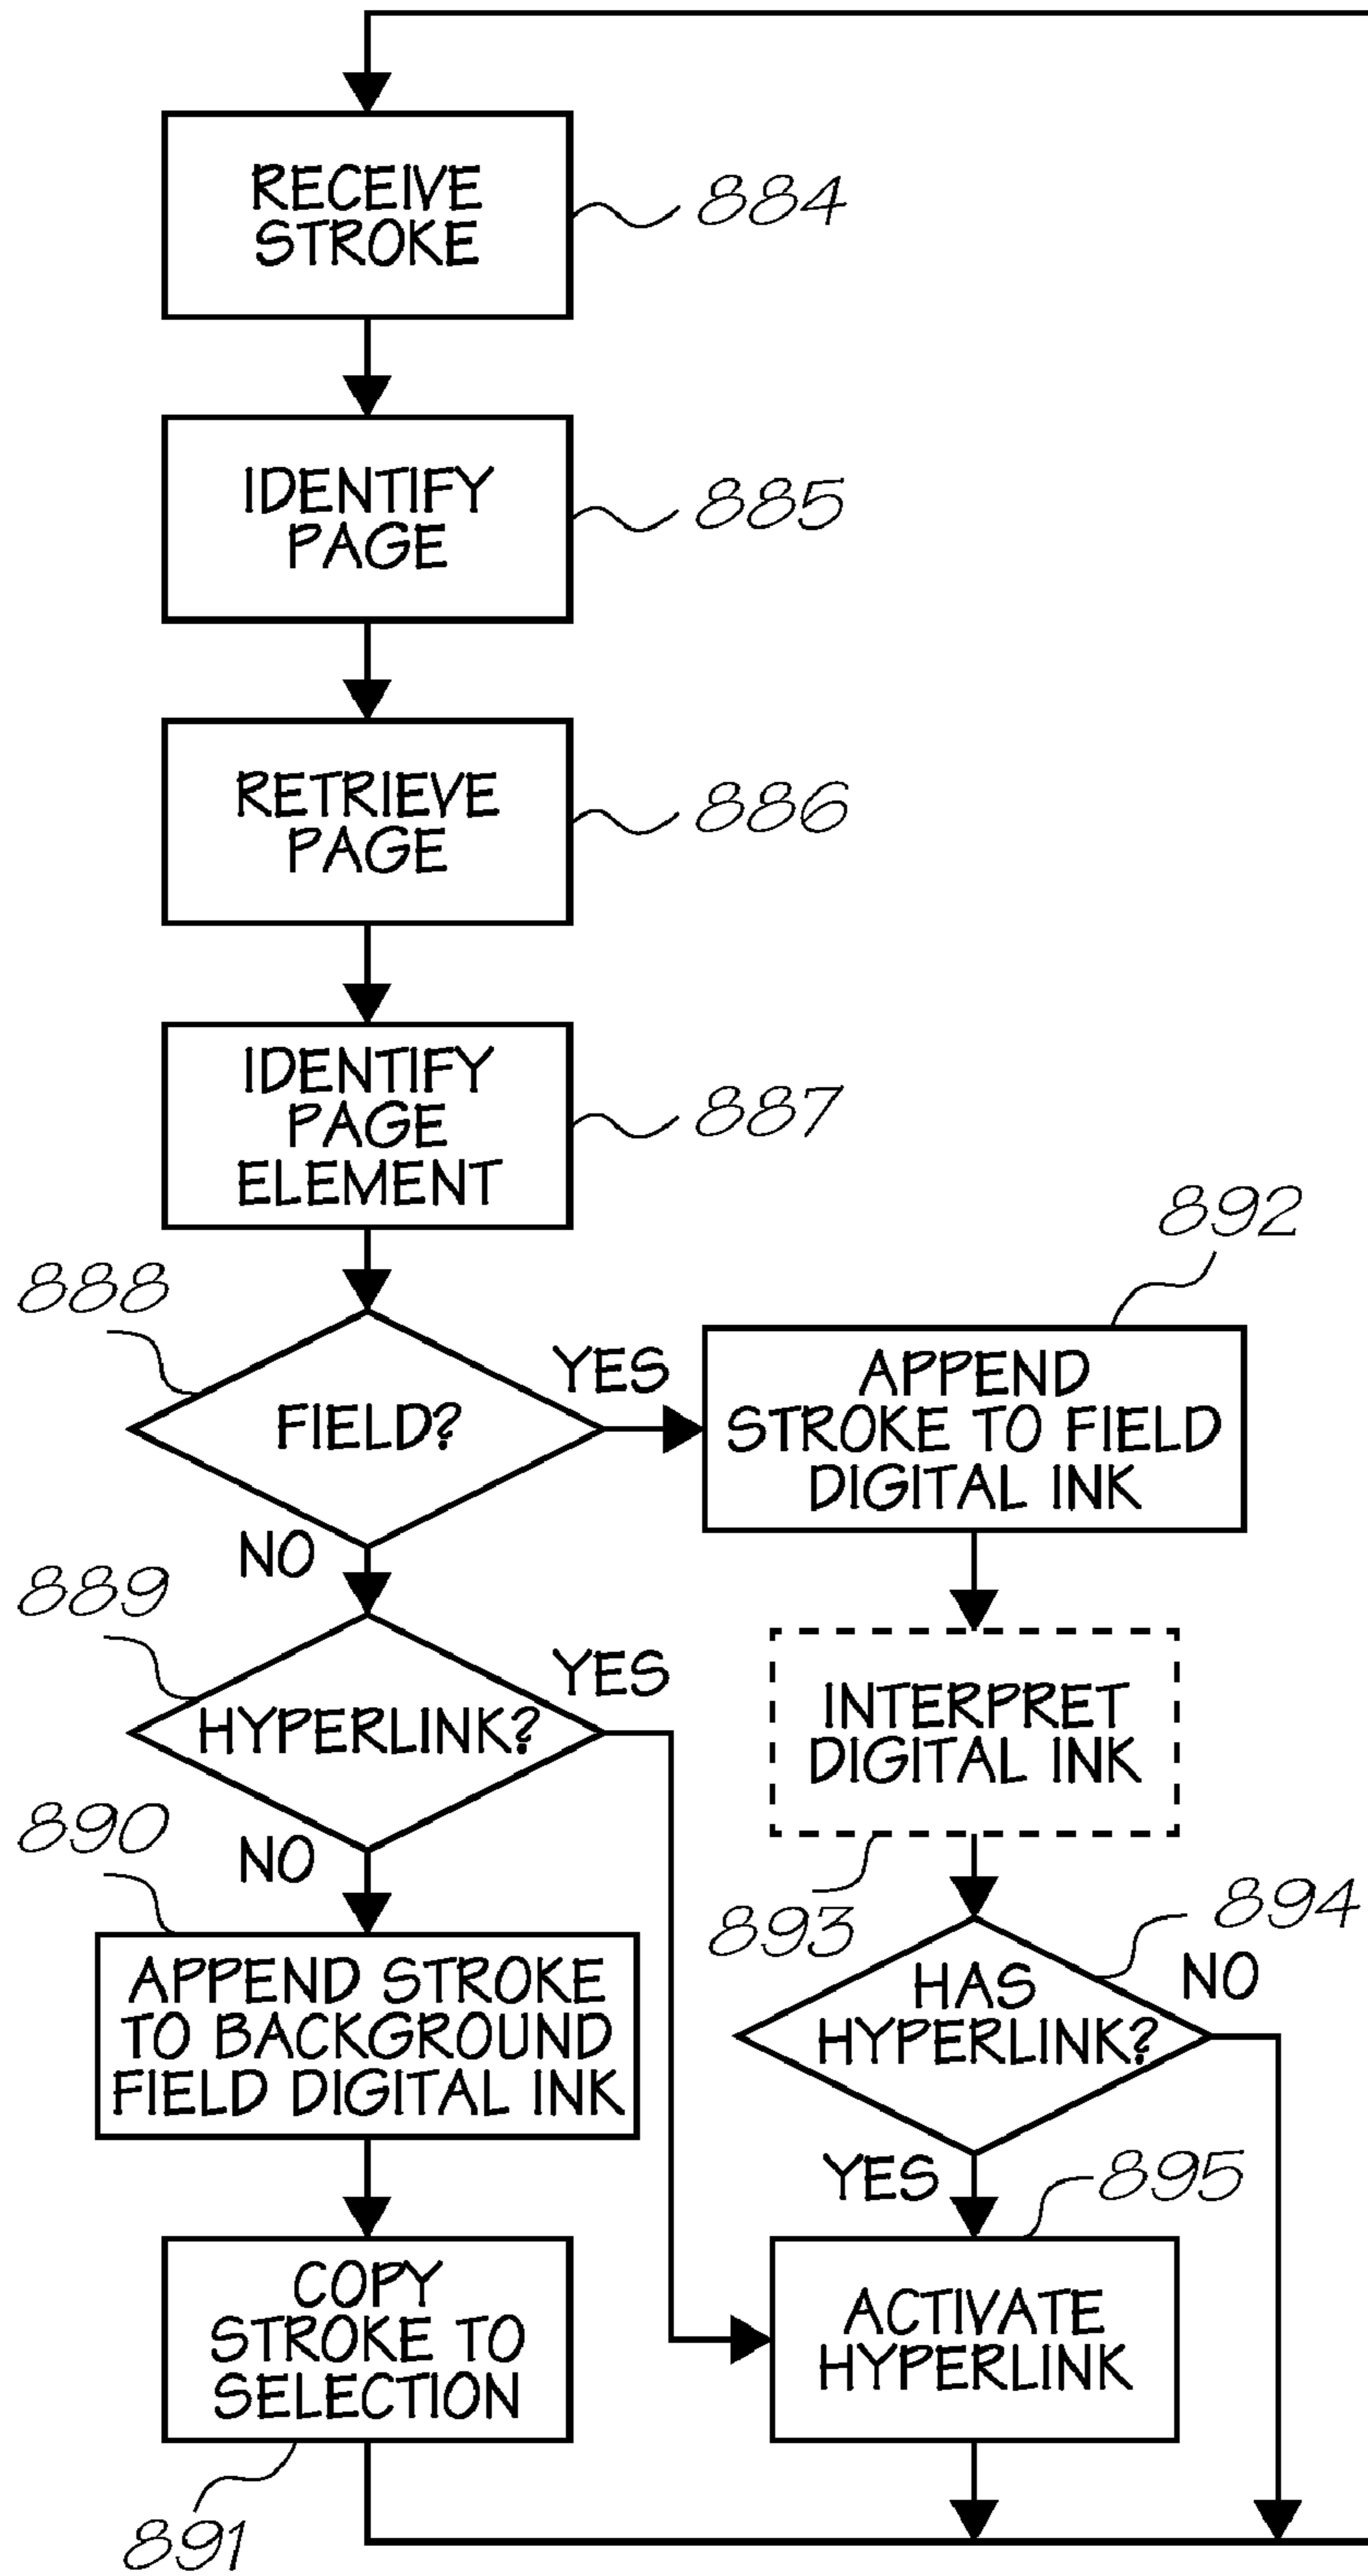 RECEIVE
STROKE
884
IDENTIFY
PAGE
885
RETRIEVE
PAGE
886
IDENTIFY
PAGE
ELEMENT
887
888
FIELD?
YES
NO
892
APPEND
STROKE TO FIELD
DIGITAL INK
889
HYPERLINK?
YES
NO
INTERPRET
DIGITAL INK
893
890
APPEND STROKE
TO BACKGROUND
FIELD DIGITAL INK
894
HAS
HYPERLINK?
NO
YES
895
COPY
STROKE TO
SELECTION
891
ACTIVATE
HYPERLINK